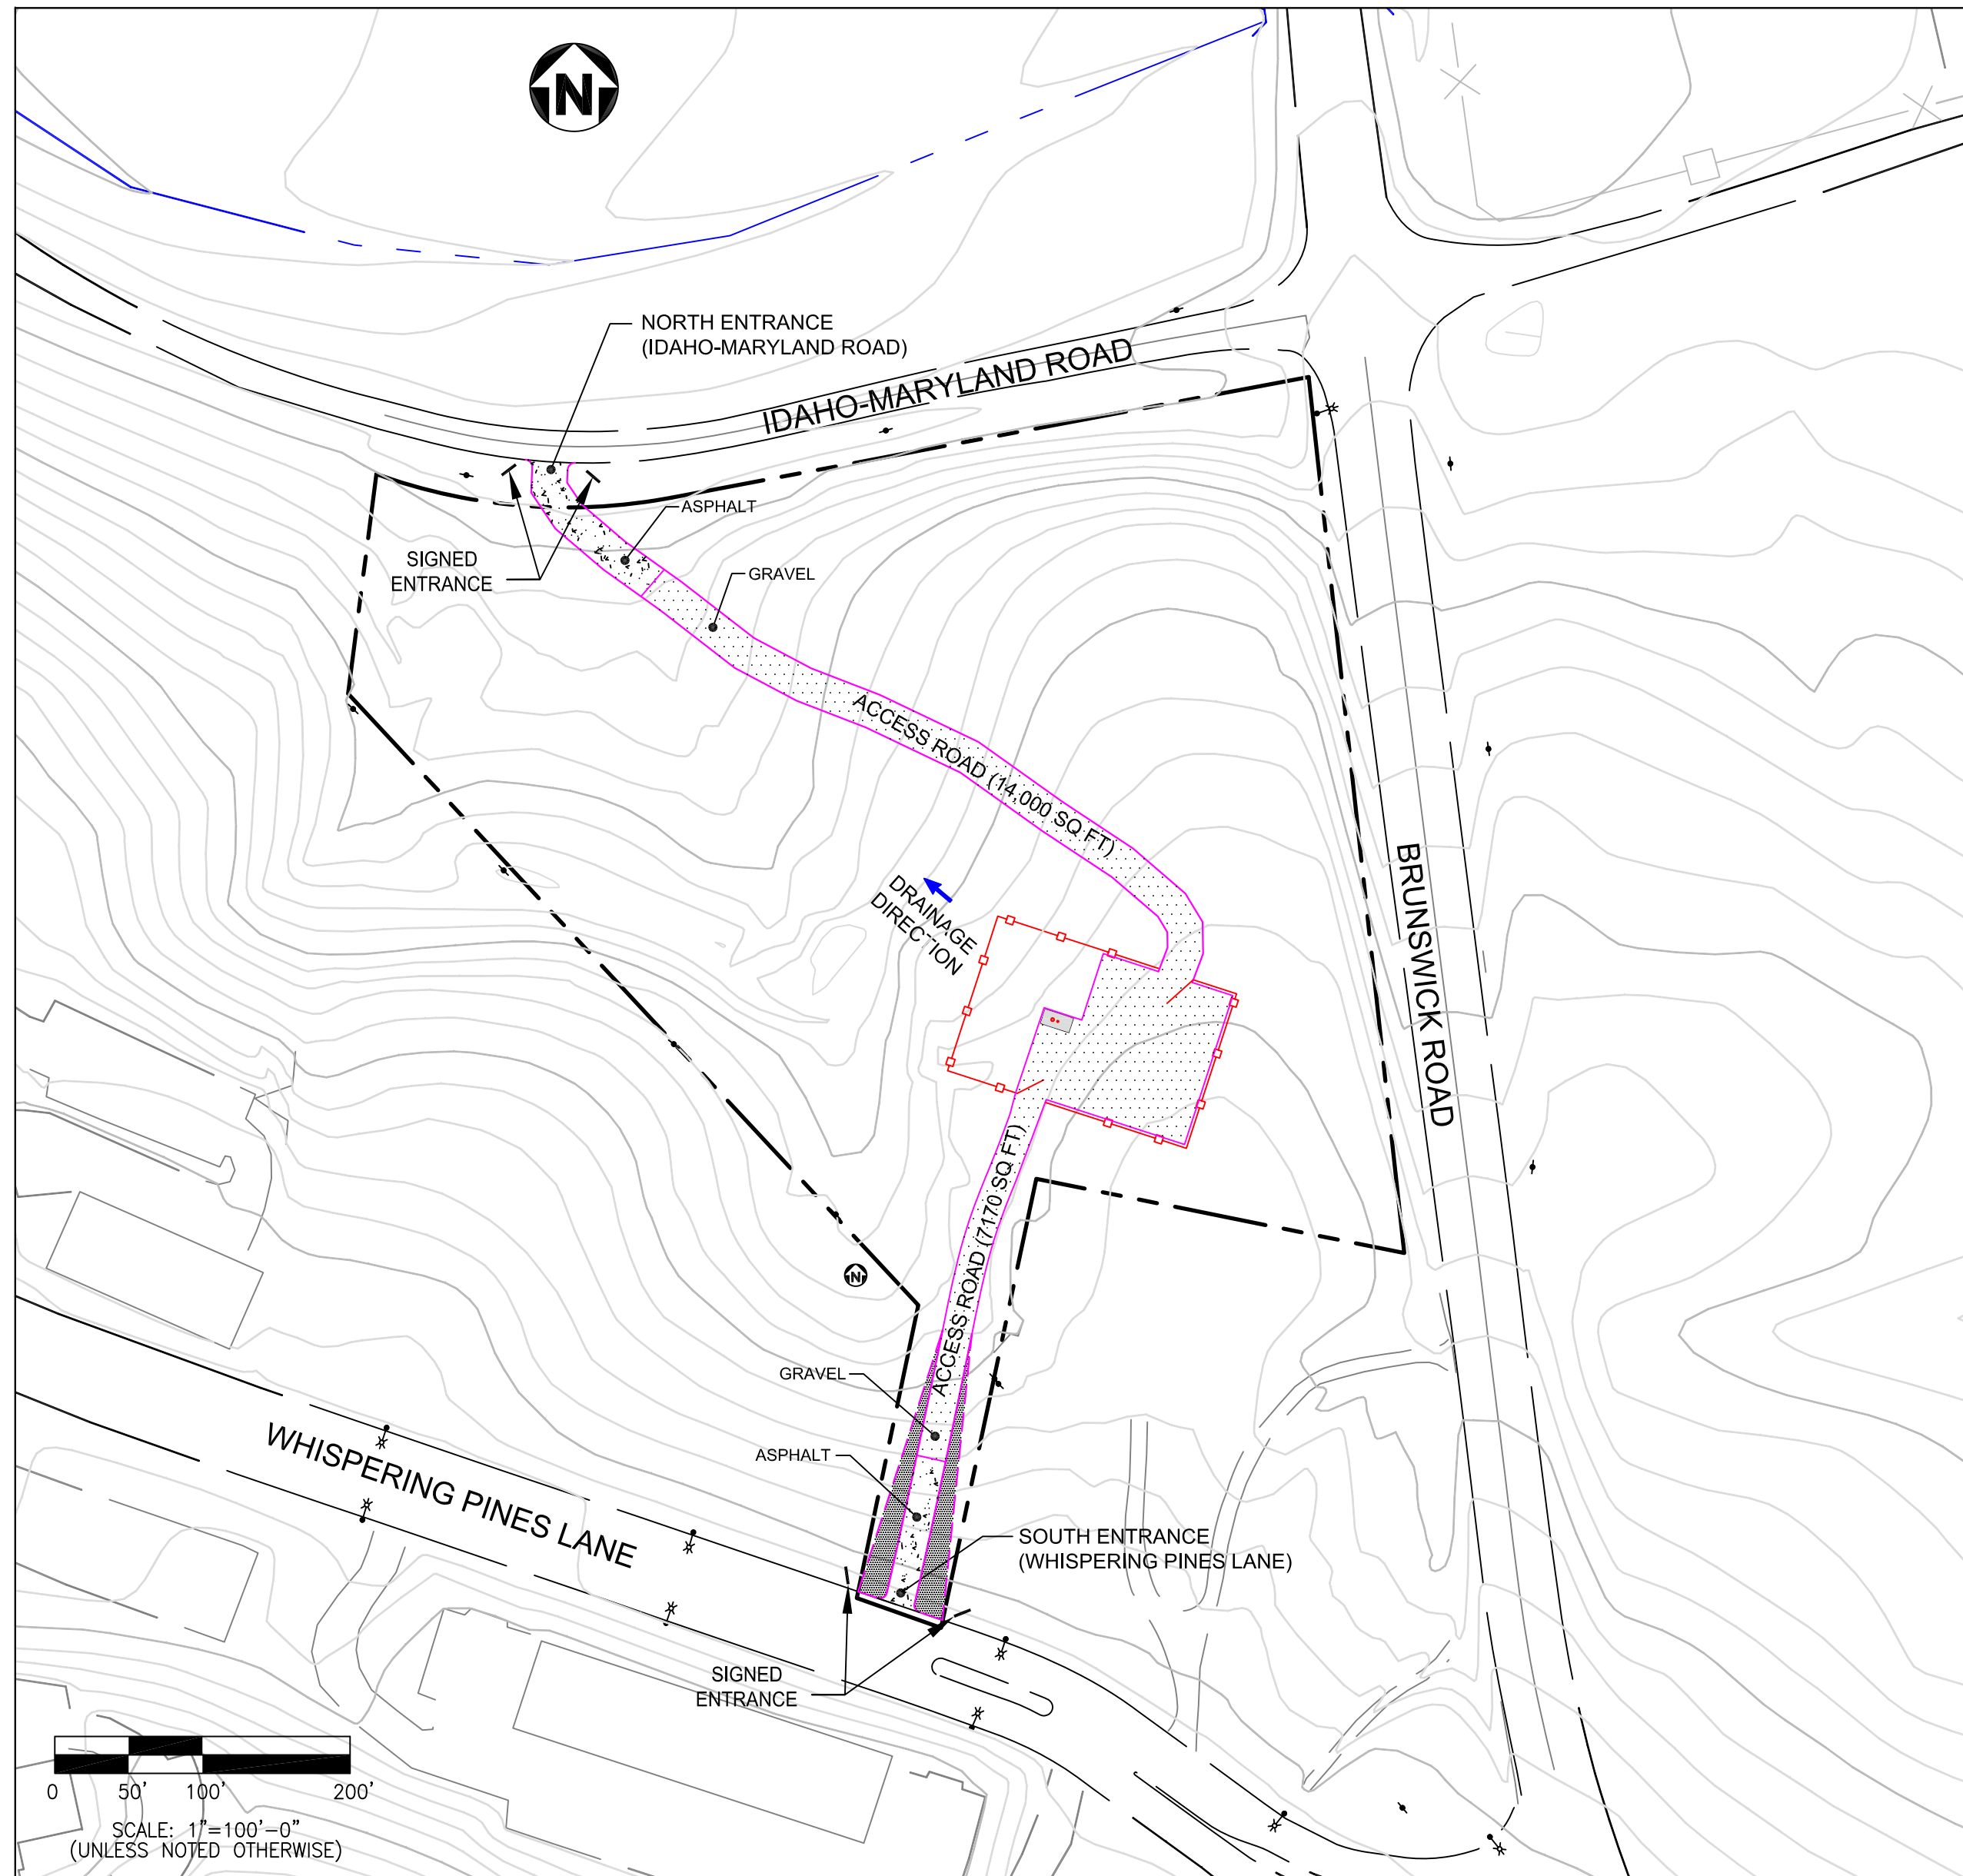 N
NORTH ENTRANCE
(IDAHO-MARYLAND ROAD)
IDAHO-MARYLAND ROAD
ASPHALT
SIGNED
ENTRANCE
GRAVEL
ACCESS ROAD (14,000 SQ FT)
DRAINAGE
DIRECTION
BRUNSWICK ROAD
ACCESS ROAD (7170 SQ FT)
N
GRAVEL
ASPHALT
WHISPERING PINES LANE
SOUTH ENTRANCE
(WHISPERING PINES LANE)
SIGNED
ENTRANCE
0 50' 100' 200'
SCALE: 1"=100'-0"
(UNLESS NOTED OTHERWISE)